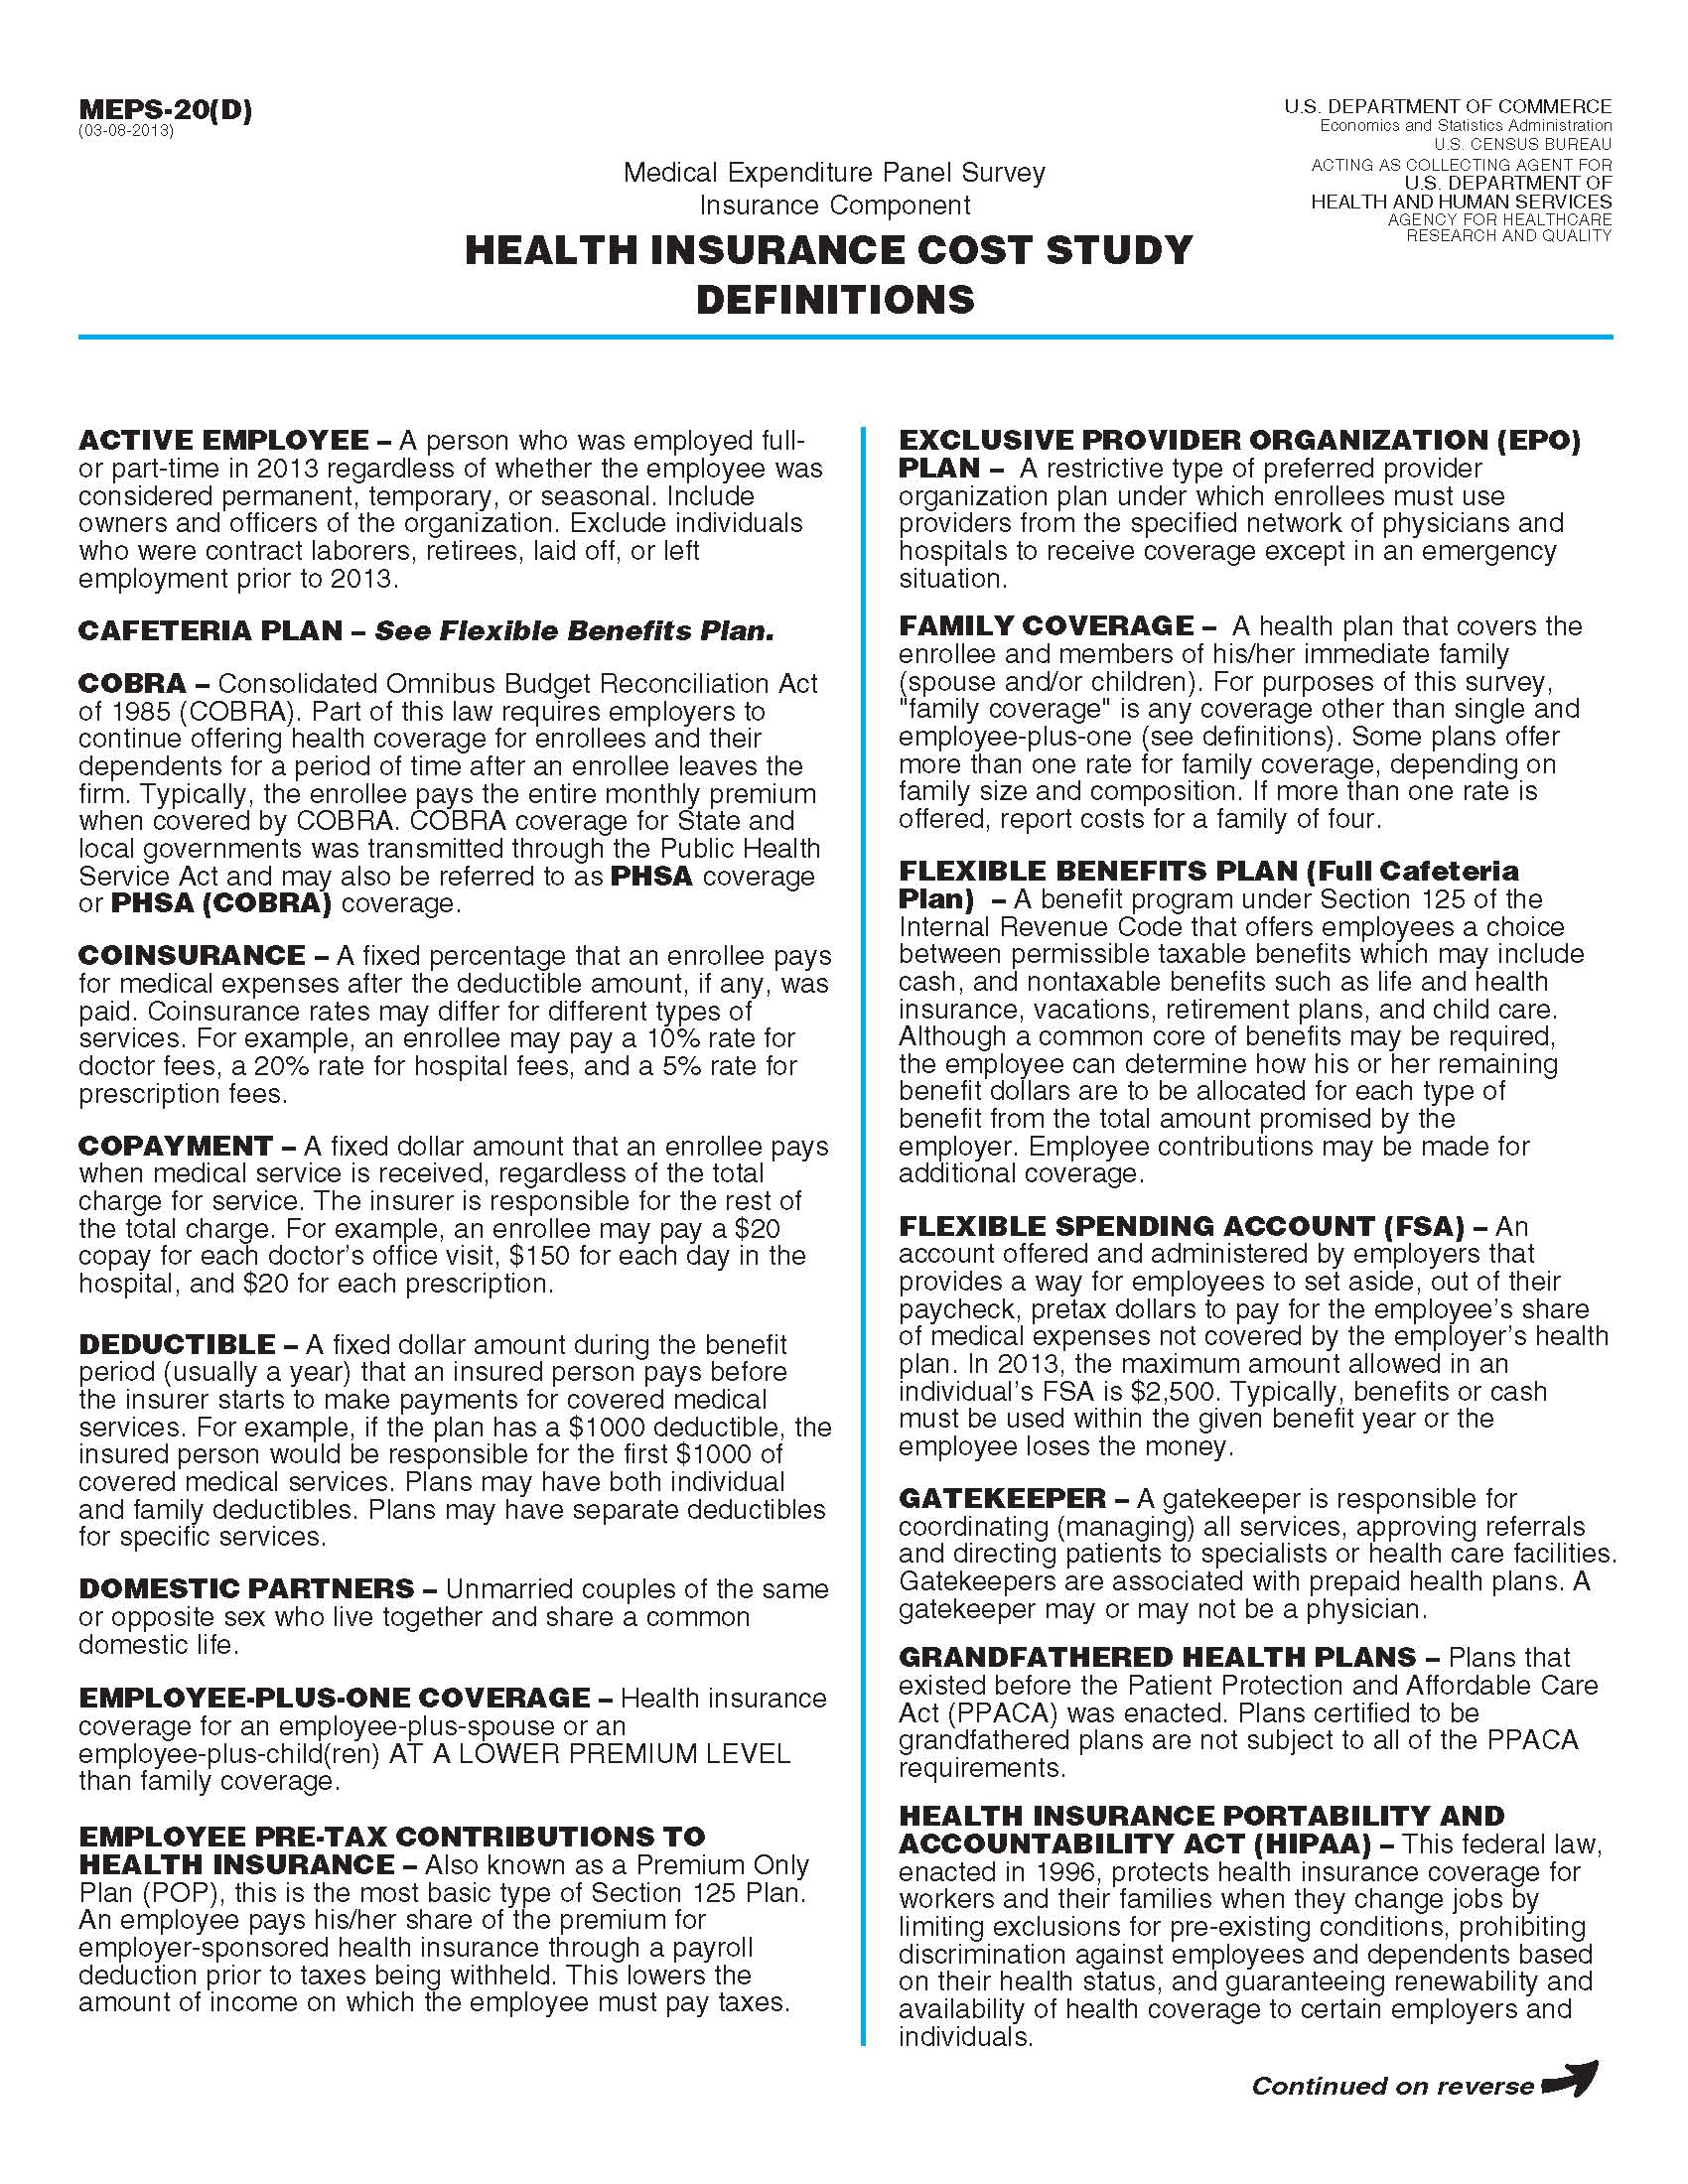 MEPS-20(D)
(03-08-2013)
U.S. DEPARTMENT OF COMMERCE
Economics and Statistics Administration
U.S. CENSUS BUREAU
ACTING AS COLLECTING AGENT FOR
U.S. DEPARTMENT OF
HEALTH AND HUMAN SERVICES
AGENCY FOR HEALTHCARE
RESEARCH AND QUALITY
Medical Expenditure Panel Survey
Insurance Component
HEALTH INSURANCE COST STUDY
DEFINITIONS
ACTIVE EMPLOYEE – A person who was employed full-
or part-time in 2013 regardless of whether the employee was
considered permanent, temporary, or seasonal. Include
owners and officers of the organization. Exclude individuals
who were contract laborers, retirees, laid off, or left
employment prior to 2013.
CAFETERIA PLAN – See Flexible Benefits Plan.
COBRA – Consolidated Omnibus Budget Reconciliation Act
of 1985 (COBRA). Part of this law requires employers to
continue offering health coverage for enrollees and their
dependents for a period of time after an enrollee leaves the
firm. Typically, the enrollee pays the entire monthly premium
when covered by COBRA. COBRA coverage for State and
local governments was transmitted through the Public Health
Service Act and may also be referred to as PHSA coverage
or PHSA (COBRA) coverage.
COINSURANCE – A fixed percentage that an enrollee pays
for medical expenses after the deductible amount, if any, was
paid. Coinsurance rates may differ for different types of
services. For example, an enrollee may pay a 10% rate for
doctor fees, a 20% rate for hospital fees, and a 5% rate for
prescription fees.
COPAYMENT – A fixed dollar amount that an enrollee pays
when medical service is received, regardless of the total
charge for service. The insurer is responsible for the rest of
the total charge. For example, an enrollee may pay a $20
copay for each doctor's office visit, $150 for each day in the
hospital, and $20 for each prescription.
DEDUCTIBLE – A fixed dollar amount during the benefit
period (usually a year) that an insured person pays before
the insurer starts to make payments for covered medical
services. For example, if the plan has a $1000 deductible, the
insured person would be responsible for the first $1000 of
covered medical services. Plans may have both individual
and family deductibles. Plans may have separate deductibles
for specific services.
DOMESTIC PARTNERS – Unmarried couples of the same
or opposite sex who live together and share a common
domestic life.
EMPLOYEE-PLUS-ONE COVERAGE – Health insurance
coverage for an employee-plus-spouse or an
employee-plus-child(ren) AT A LOWER PREMIUM LEVEL
than family coverage.
EMPLOYEE PRE-TAX CONTRIBUTIONS TO
HEALTH INSURANCE – Also known as a Premium Only
Plan (POP), this is the most basic type of Section 125 Plan.
An employee pays his/her share of the premium for
employer-sponsored health insurance through a payroll
deduction prior to taxes being withheld. This lowers the
amount of income on which the employee must pay taxes.
EXCLUSIVE PROVIDER ORGANIZATION (EPO)
PLAN – A restrictive type of preferred provider
organization plan under which enrollees must use
providers from the specified network of physicians and
hospitals to receive coverage except in an emergency
situation.
FAMILY COVERAGE – A health plan that covers the
enrollee and members of his/her immediate family
(spouse and/or children). For purposes of this survey,
"family coverage" is any coverage other than single and
employee-plus-one (see definitions). Some plans offer
more than one rate for family coverage, depending on
family size and composition. If more than one rate is
offered, report costs for a family of four.
FLEXIBLE BENEFITS PLAN (Full Cafeteria
Plan) – A benefit program under Section 125 of the
Internal Revenue Code that offers employees a choice
between permissible taxable benefits which may include
cash, and nontaxable benefits such as life and health
insurance, vacations, retirement plans, and child care.
Although a common core of benefits may be required,
the employee can determine how his or her remaining
benefit dollars are to be allocated for each type of
benefit from the total amount promised by the
employer. Employee contributions may be made for
additional coverage.
FLEXIBLE SPENDING ACCOUNT (FSA) – An
account offered and administered by employers that
provides a way for employees to set aside, out of their
paycheck, pretax dollars to pay for the employee's share
of medical expenses not covered by the employer's health
plan. In 2013, the maximum amount allowed in an
individual's FSA is $2,500. Typically, benefits or cash
must be used within the given benefit year or the
employee loses the money.
GATEKEEPER – A gatekeeper is responsible for
coordinating (managing) all services, approving referrals
and directing patients to specialists or health care facilities.
Gatekeepers are associated with prepaid health plans. A
gatekeeper may or may not be a physician.
GRANDFATHERED HEALTH PLANS – Plans that
existed before the Patient Protection and Affordable Care
Act (PPACA) was enacted. Plans certified to be
grandfathered plans are not subject to all of the PPACA
requirements.
HEALTH INSURANCE PORTABILITY AND
ACCOUNTABILITY ACT (HIPAA) – This federal law,
enacted in 1996, protects health insurance coverage for
workers and their families when they change jobs by
limiting exclusions for pre-existing conditions, prohibiting
discrimination against employees and dependents based
on their health status, and guaranteeing renewability and
availability of health coverage to certain employers and
individuals.
Continued on reverse